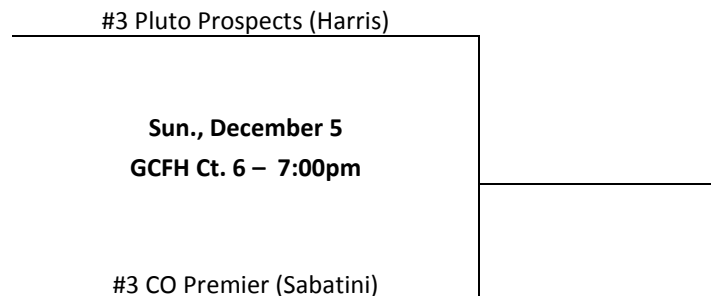 #3 Pluto Prospects (Harris)
Sun., December 5
GCFH Ct. 6 – 7:00pm
#3 CO Premier (Sabatini)